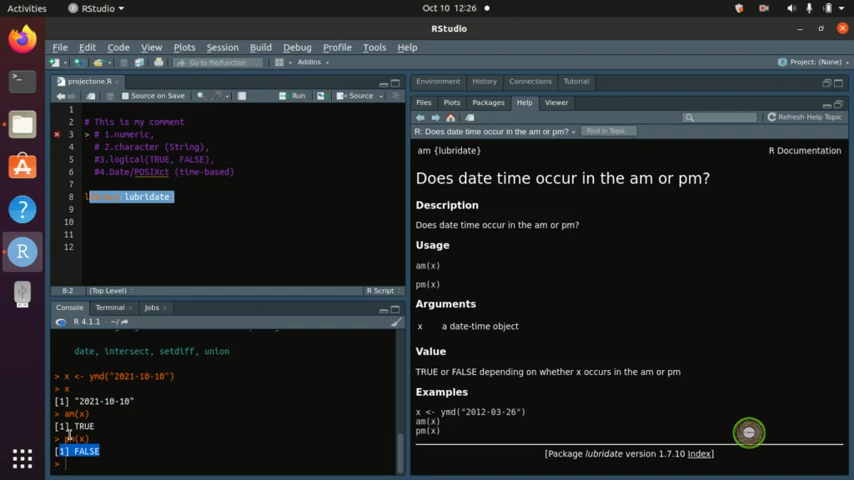 Activities
RStudio
Oct 10 12:26
RStudio
File Edit Code View Plots Session Build Debug Profile Tools Help
Go to file/function
Addins
Project: (None)
projectone.R
Source on Save
Run
Source
1
2 # This is my comment
3 > # 1.numeric,
4 # 2.character (String),
5 #3.logical(TRUE, FALSE),
6 #4.Date/POSIXct (time-based)
7
8 lubridate
9
10
11
12
8:2 (Top Level)
R Script
Console Terminal Jobs
R 4.1.1 · ~/
date, intersect, setdiff, union
> x <- ymd("2021-10-10")
> x
[1] "2021-10-10"
> am(x)
[1] TRUE
> pm(x)
[1] FALSE
>
Environment History Connections Tutorial
Files Plots Packages Help Viewer
Refresh Help Topic
R: Does date time occur in the am or pm?
Find in Topic
am {lubridate}
R Documentation
Does date time occur in the am or pm?
Description
Does date time occur in the am or pm?
Usage
am(x)
pm(x)
Arguments
x a date-time object
Value
TRUE or FALSE depending on whether x occurs in the am or pm
Examples
x <- ymd("2012-03-26")
am(x)
pm(x)
[Package lubridate version 1.7.10 Index]